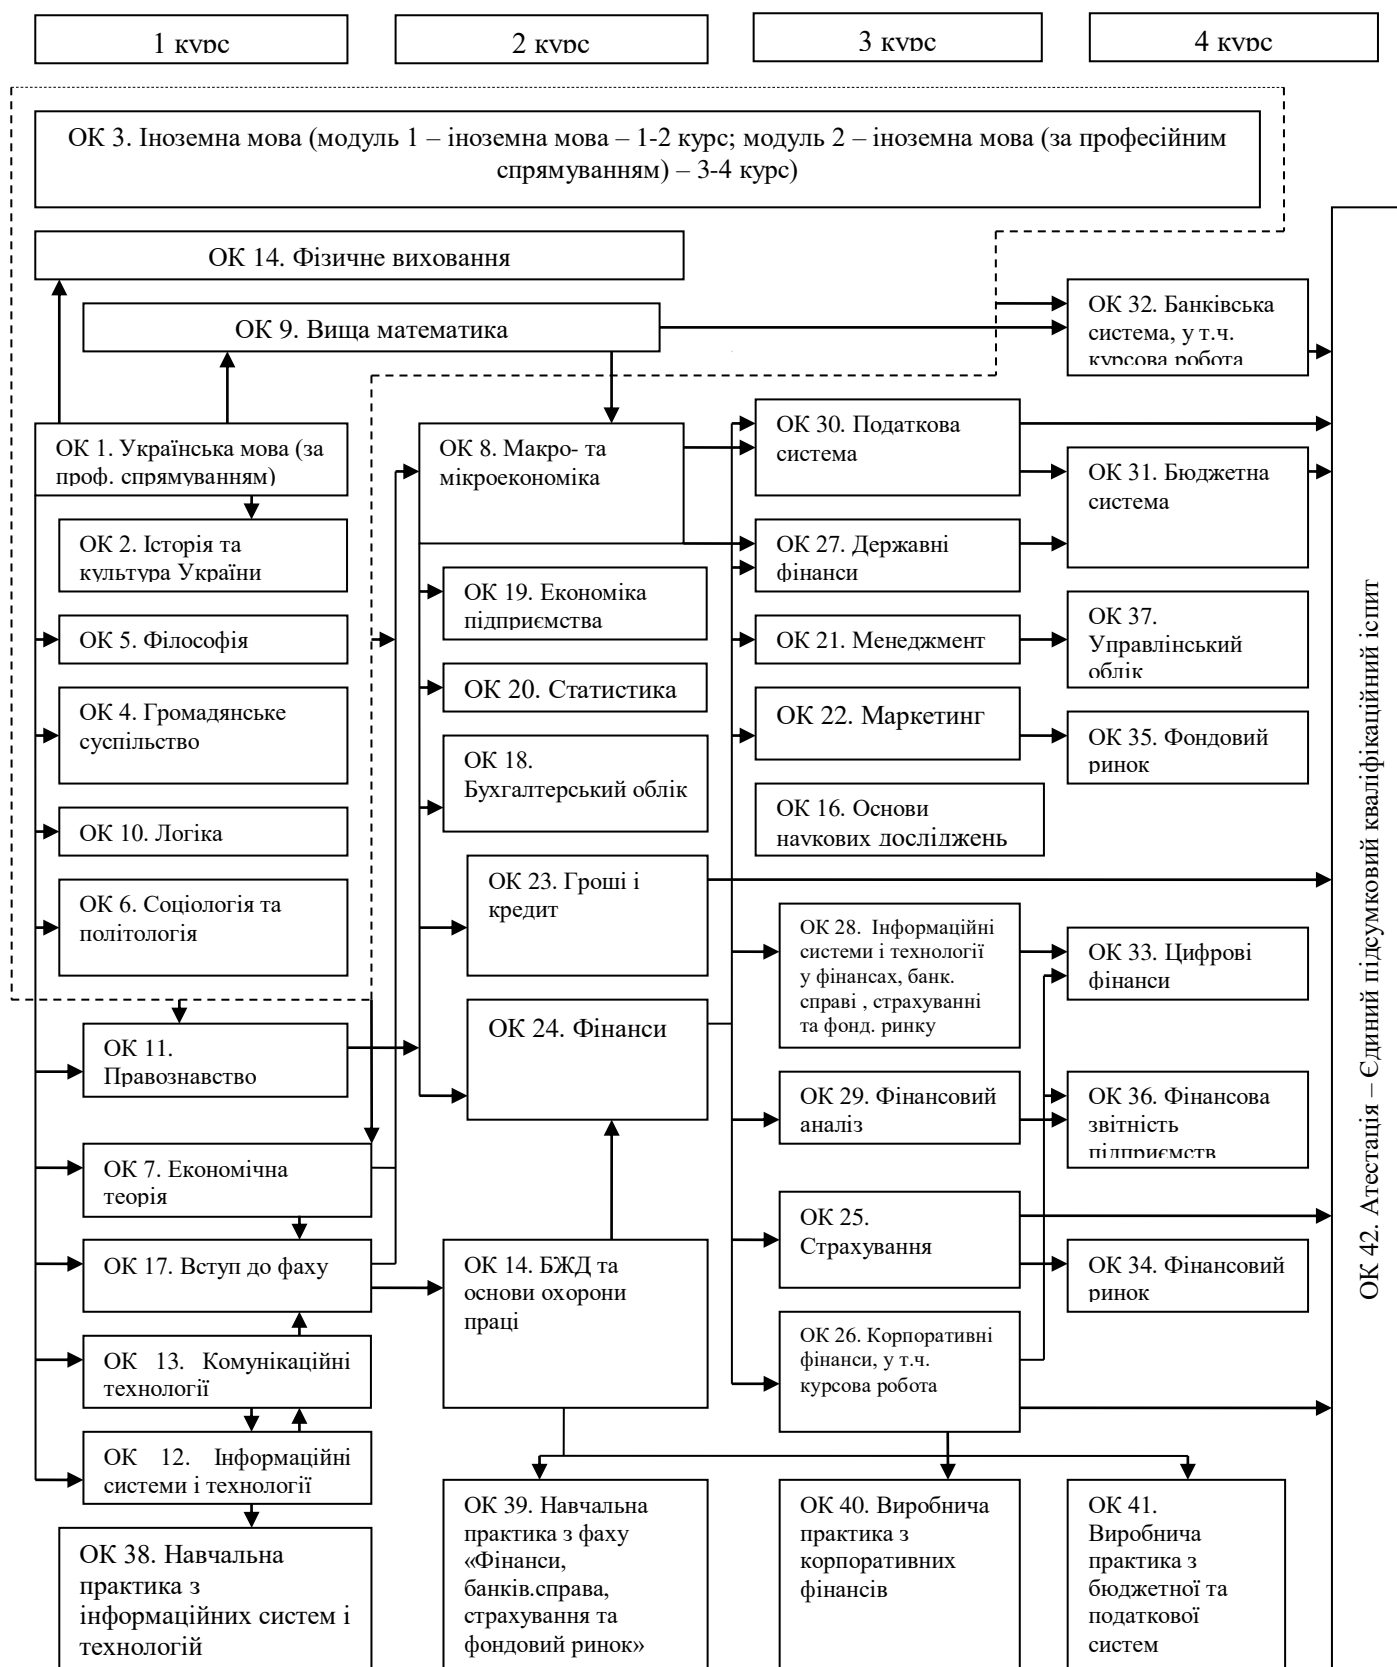 1 курс
2 курс
3 курс
4 курс
ОК 3. Іноземна мова (модуль 1 – іноземна мова – 1-2 курс; модуль 2 – іноземна мова (за професійним
спрямуванням) – 3-4 курс)
ОК 14. Фізичне виховання
ОК 9. Вища математика
ОК 1. Українська мова (за
проф. спрямуванням)
ОК 2. Історія та
культура України
ОК 5. Філософія
ОК 4. Громадянське
суспільство
ОК 10. Логіка
ОК 6. Соціологія та
політологія
ОК 11.
Правознавство
ОК 7. Економічна
теорія
ОК 17. Вступ до фаху
ОК 13. Комунікаційні
технології
ОК 12. Інформаційні
системи і технології
ОК 38. Навчальна
практика з
інформаційних систем і
технологій
ОК 8. Макро- та
мікроекономіка
ОК 19. Економіка
підприємства
ОК 20. Статистика
ОК 18.
Бухгалтерський облік
ОК 23. Гроші і
кредит
ОК 24. Фінанси
ОК 14. БЖД та
основи охорони
праці
ОК 39. Навчальна
практика з фаху
«Фінанси,
банків.справа,
страхування та
фондовий ринок»
ОК 30. Податкова
система
ОК 27. Державні
фінанси
ОК 21. Менеджмент
ОК 22. Маркетинг
ОК 16. Основи
наукових досліджень
ОК 28. Інформаційні
системи і технології
у фінансах, банк.
справі , страхуванні
та фонд. ринку
ОК 29. Фінансовий
аналіз
ОК 25.
Страхування
ОК 26. Корпоративні
фінанси, у т.ч.
курсова робота
ОК 40. Виробнича
практика з
корпоративних
фінансів
ОК 32. Банківська
система, у т.ч.
курсова робота
ОК 31. Бюджетна
система
ОК 37.
Управлінський
облік
ОК 35. Фондовий
ринок
ОК 33. Цифрові
фінанси
ОК 36. Фінансова
звітність
підприємств
ОК 34. Фінансовий
ринок
ОК 41.
Виробнича
практика з
бюджетної та
податкової
систем
ОК 42. Атестація – Єдиний підсумковий кваліфікаційний іспит